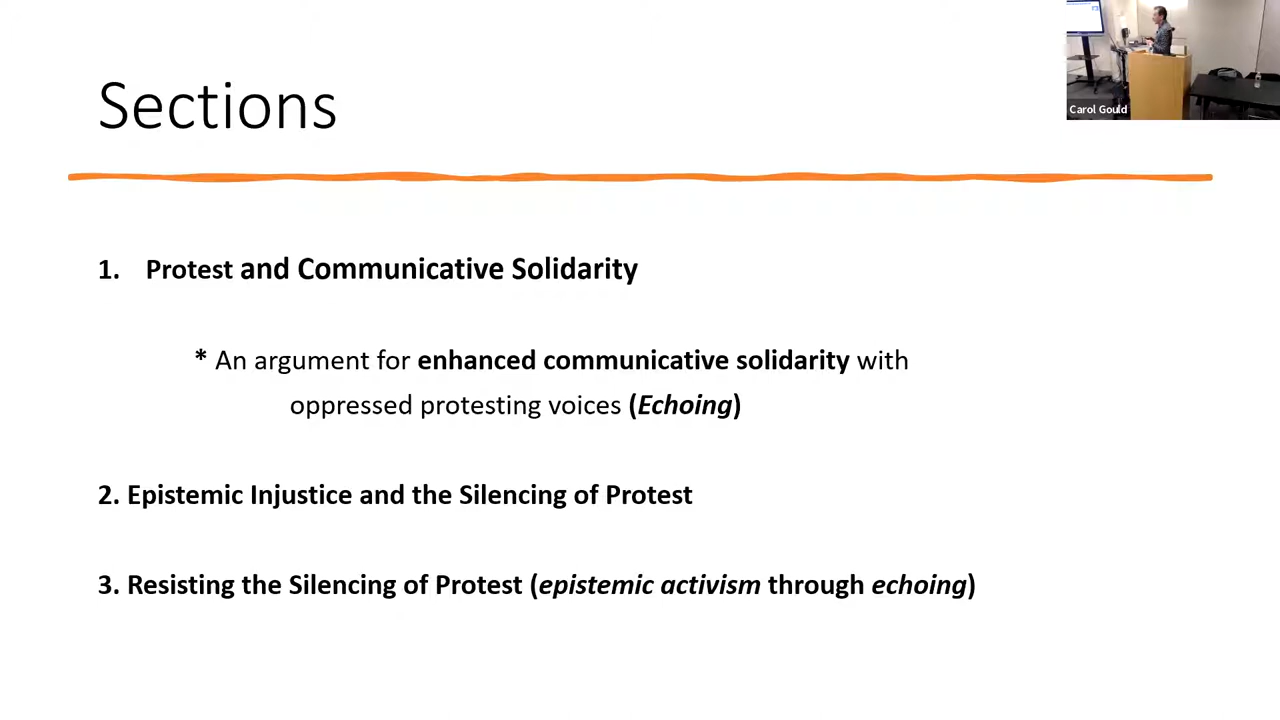 Sections
Carol Gould
1. Protest and Communicative Solidarity
* An argument for enhanced communicative solidarity with
oppressed protesting voices (Echoing)
2. Epistemic Injustice and the Silencing of Protest
3. Resisting the Silencing of Protest (epistemic activism through echoing)